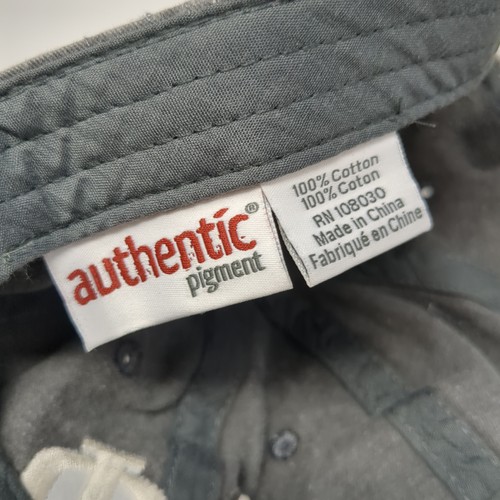 authentic®
pigment
100% Cotton
100% Coton
RN 108030
Made in China
Fabriqué en Chine